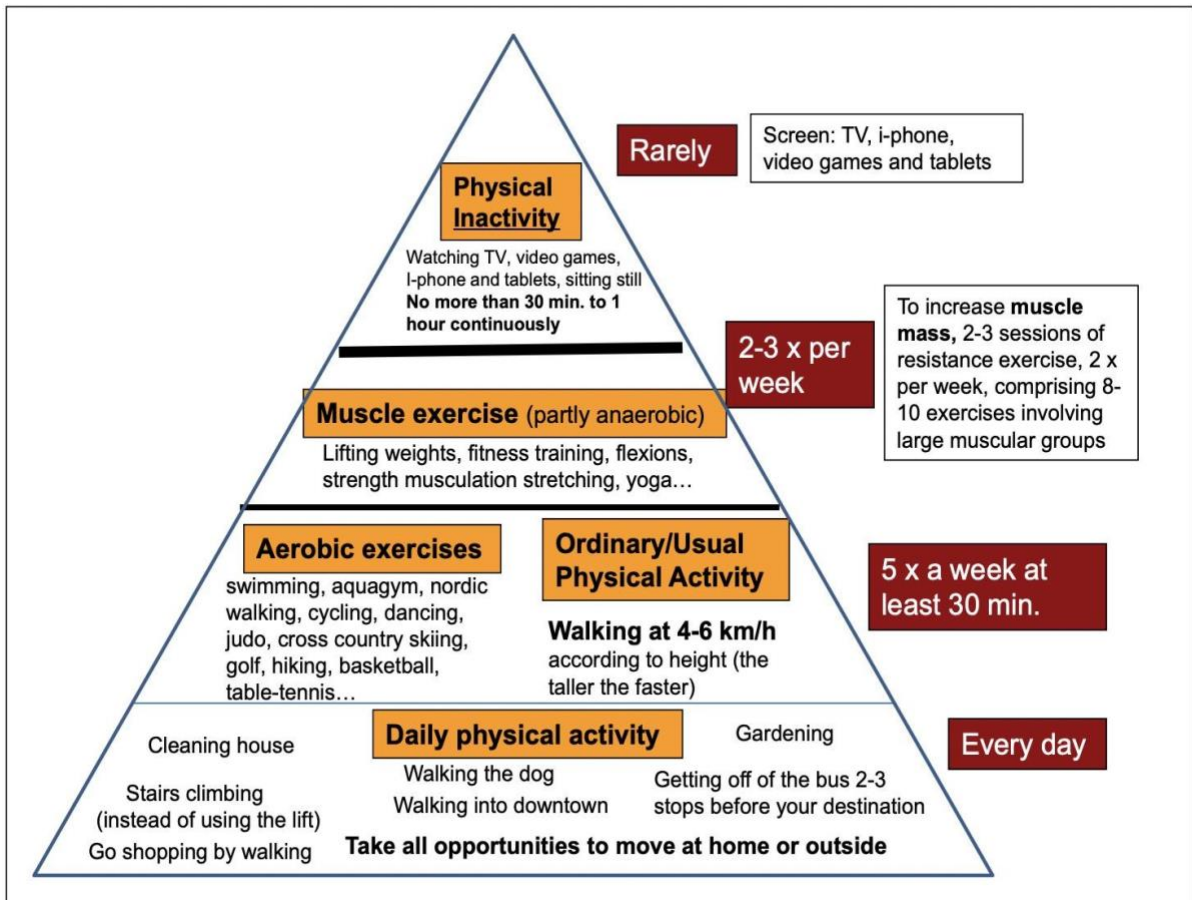 Rarely
Screen: TV, i-phone,
video games and tablets
Physical
Inactivity
Watching TV, video games,
I-phone and tablets, sitting still
No more than 30 min. to 1
hour continuously
2-3 x per
week
To increase muscle
mass, 2-3 sessions of
resistance exercise, 2 x
per week, comprising 8-
10 exercises involving
large muscular groups
Muscle exercise (partly anaerobic)
Lifting weights, fitness training, flexions,
strength musculation stretching, yoga…
Aerobic exercises
swimming, aquagym, nordic
walking, cycling, dancing,
judo, cross country skiing,
golf, hiking, basketball,
table-tennis…
Ordinary/Usual
Physical Activity
Walking at 4-6 km/h
according to height (the
taller the faster)
5 x a week at
least 30 min.
Daily physical activity
Every day
Cleaning house
Stairs climbing
(instead of using the lift)
Go shopping by walking
Walking the dog
Walking into downtown
Gardening
Getting off of the bus 2-3
stops before your destination
Take all opportunities to move at home or outside